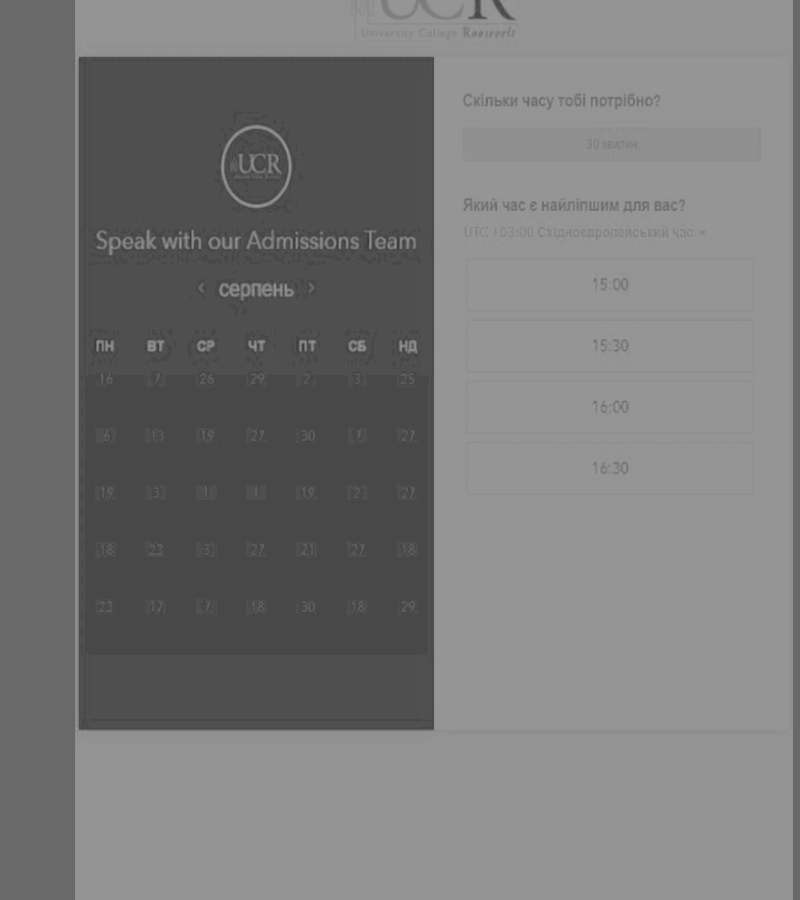 UCR
University College Roosevelt
UCR
Speak with our Admissions Team
‹ серпень ›
ПН ВТ СР ЧТ ПТ СБ НД
16 7 26 29 2 3 25
6 13 19 27 30 7 27
19 3 1 1 19 2 27
18 22 3 27 21 27 18
22 17 7 18 30 18 29
Скільки часу тобі потрібно?
30 хвилин
Який час є найліпшим для вас?
UTC +03:00 Східноєвропейський час
15:00
15:30
16:00
16:30